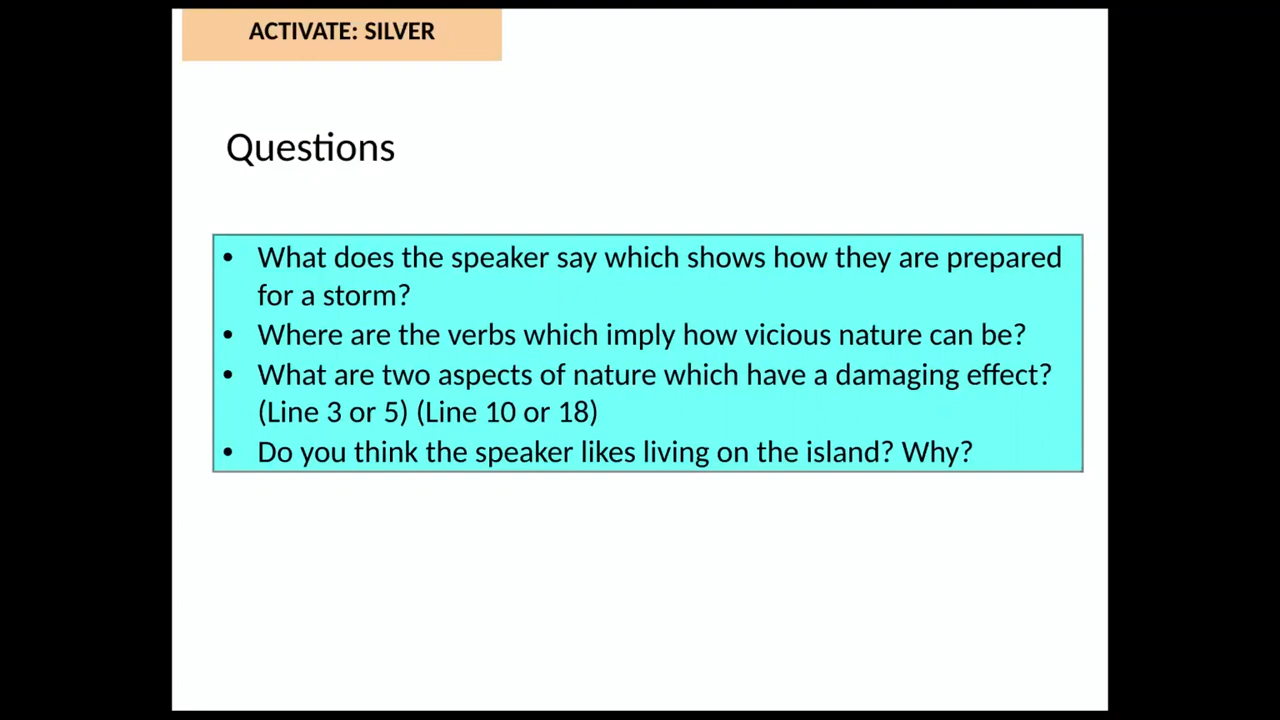 ACTIVATE: SILVER
Questions
• What does the speaker say which shows how they are prepared
for a storm?
• Where are the verbs which imply how vicious nature can be?
• What are two aspects of nature which have a damaging effect?
(Line 3 or 5) (Line 10 or 18)
• Do you think the speaker likes living on the island? Why?